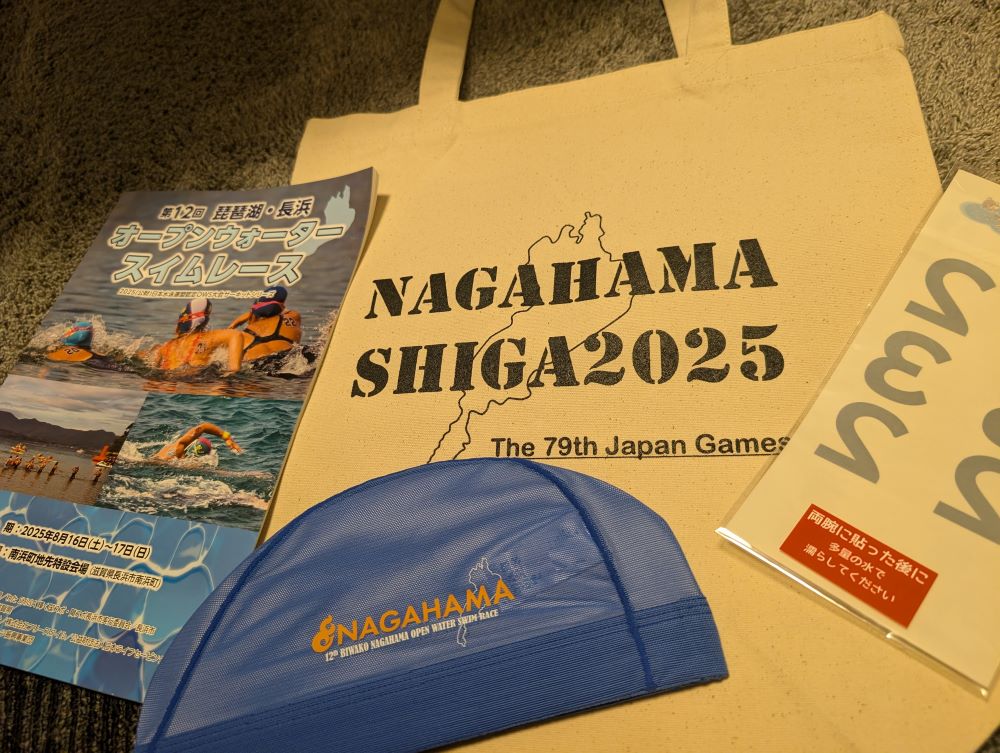 第12回 琵琶湖・長浜
オープンウォーター
スイムレース
期：2025年8月16日(土)〜17日(日)
：南浜町地先特設会場(滋賀県長浜市南浜町)
NAGAHAMA
SHIGA2025
The 79th Japan Games
NAGAHAMA
12th BIWAKO NAGAHAMA OPEN WATER SWIM RACE
両腕に貼った後に
多量の水で
濡らしてください